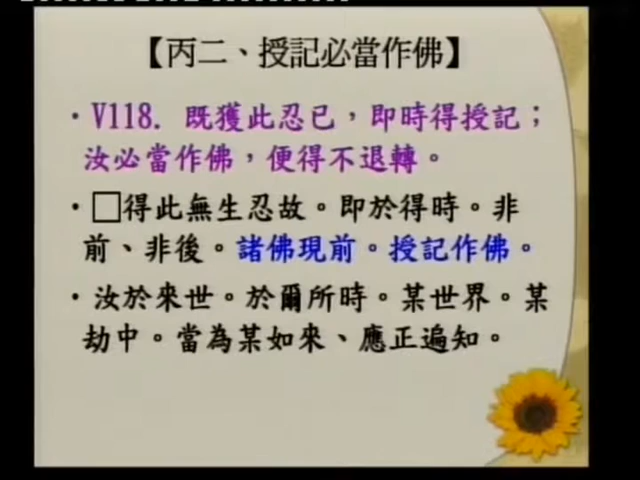 【丙二、授記必當作佛】
·V118. 既獲此忍已，即時得授記；
汝必當作佛，便得不退轉。
·□得此無生忍故。即於得時。非
前、非後。諸佛現前。授記作佛。
·汝於來世。於爾所時。某世界。某
劫中。當為某如來、應正遍知。